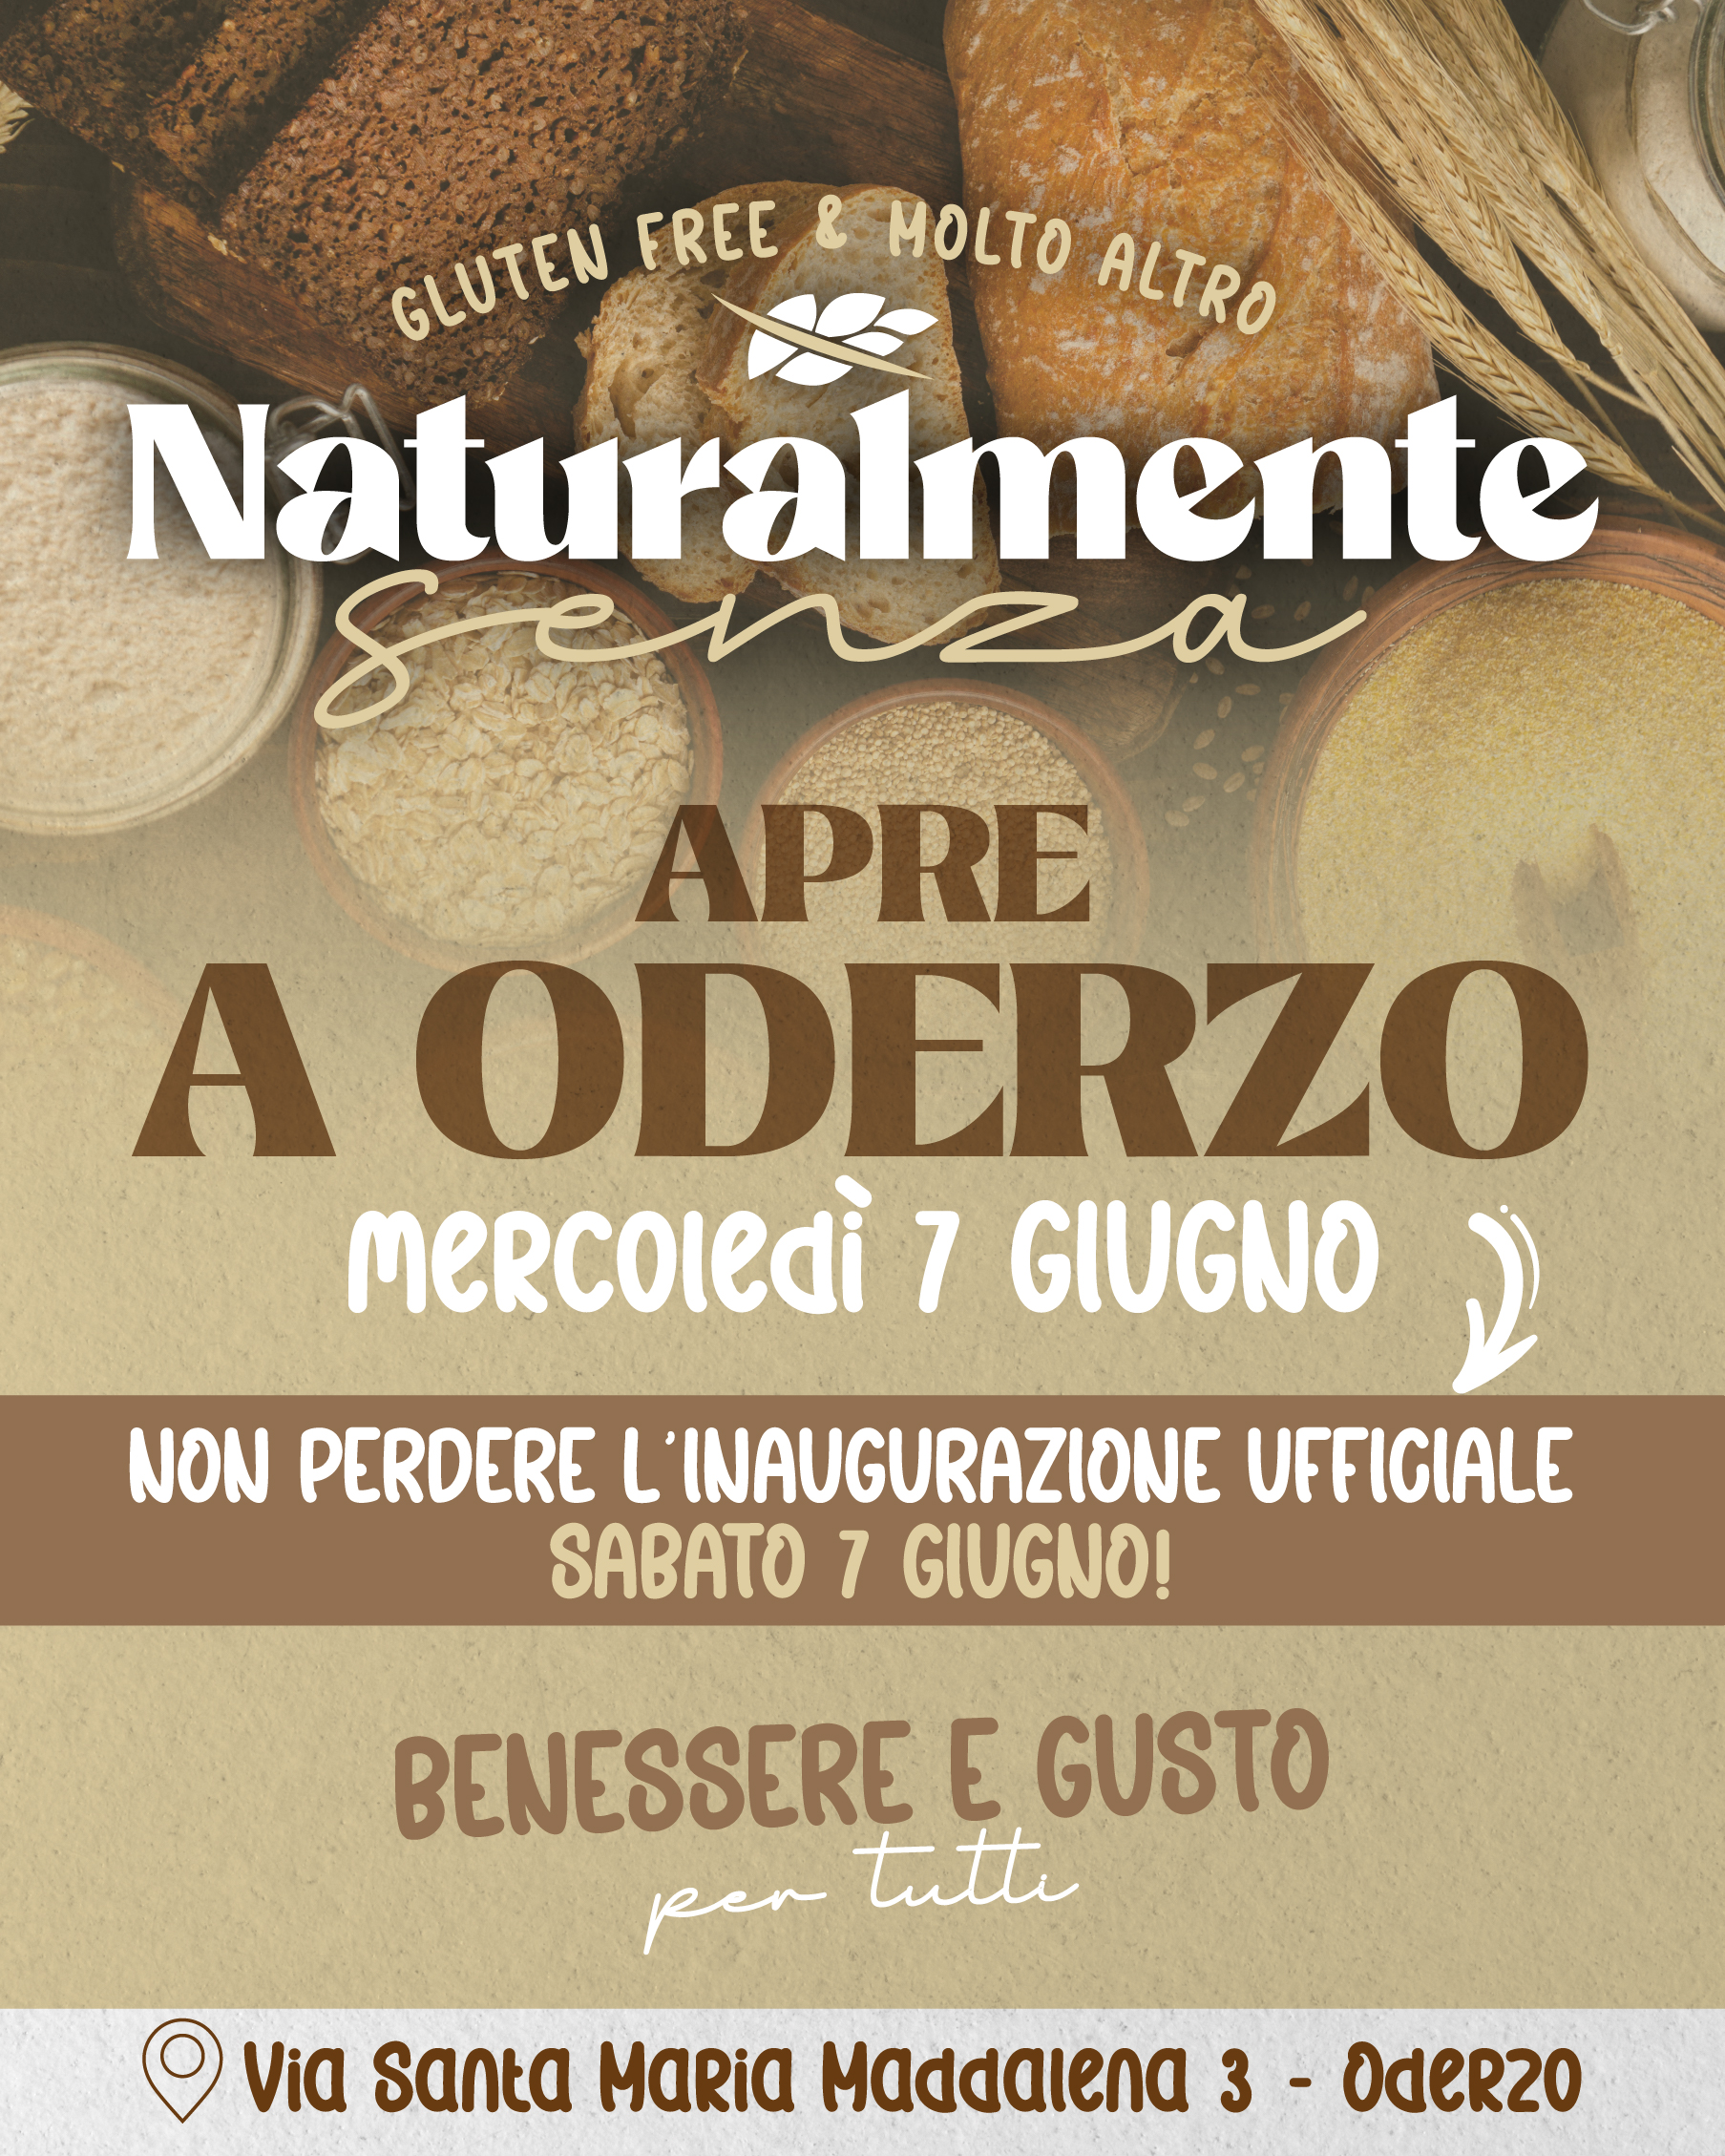 GLUTEN FREE & MOLTO ALTRO
Naturalmente
senza
APRE
A ODERZO
MERCOLEDÌ 7 GIUGNO
NON PERDERE L'INAUGURAZIONE UFFICIALE
SABATO 7 GIUGNO!
BENESSERE E GUSTO
per tutti
Via Santa Maria Maddalena 3 - Oderzo